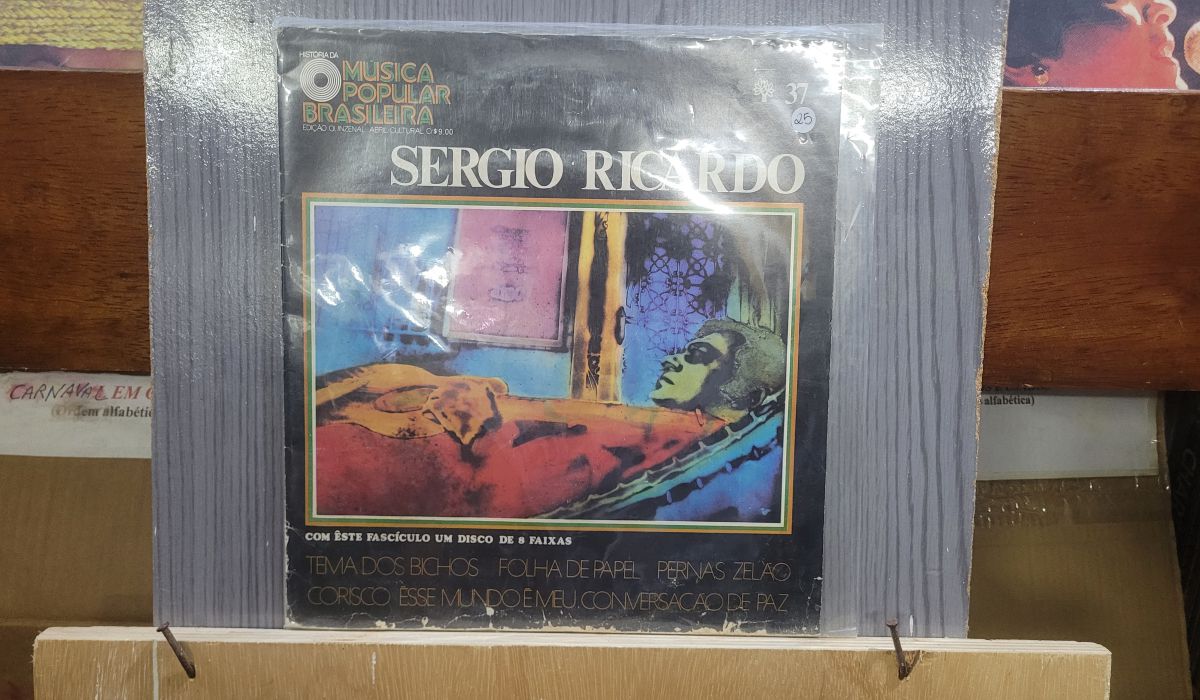 HISTÓRIA DA
MÚSICA
POPULAR
BRASILEIRA
EDIÇÃO QUINZENAL ABRIL CULTURAL Cr$ 9,00
37
25
SERGIO RICARDO
CARNAVAL EM
(Ordem alfabétic
alfabética)
COM ÊSTE FASCÍCULO UM DISCO DE 8 FAIXAS
TEMA DOS BICHOS FOLHA DE PAPEL PERNAS ZELÃO
CORISCO ÊSSE MUNDO É MEU CONVERSAÇÃO DE PAZ